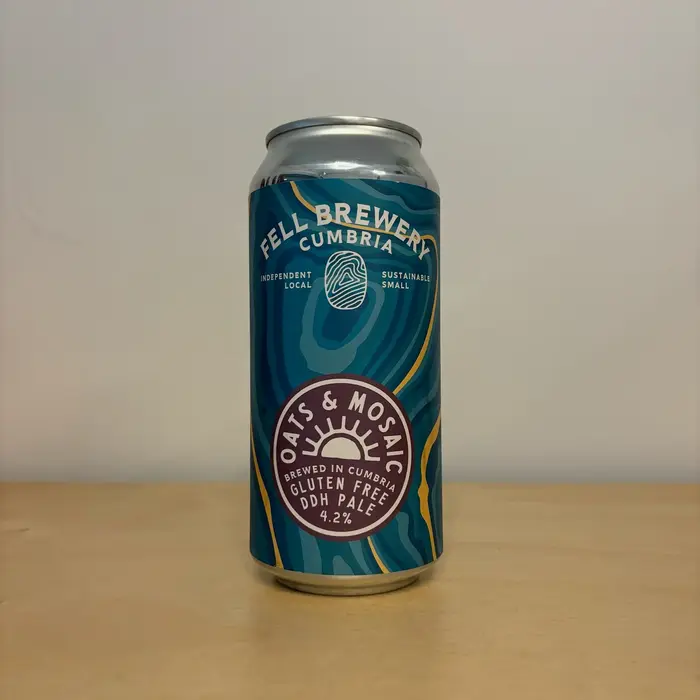 FELL BREWERY
CUMBRIA
INDEPENDENT
LOCAL
SUSTAINABLE
SMALL
OATS & MOSAIC
BREWED IN CUMBRIA
GLUTEN FREE
DDH PALE
4.2%